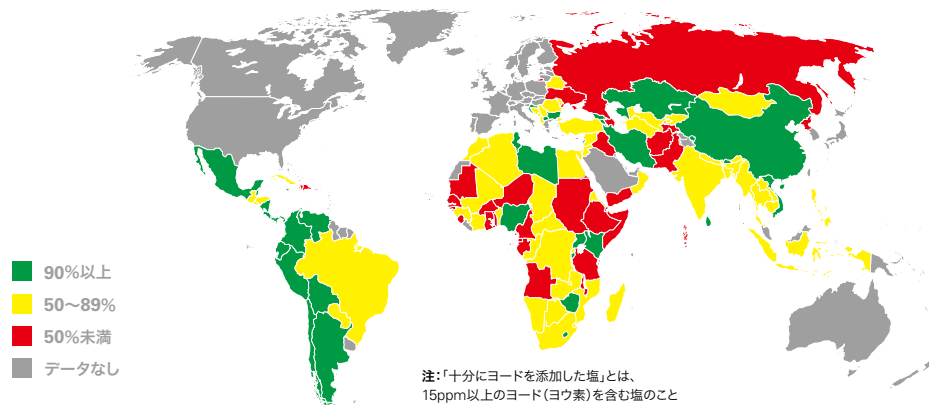 90%以上
50〜89%
50%未満
データなし
注：「十分にヨードを添加した塩」とは、
15ppm以上のヨード（ヨウ素）を含む塩のこと